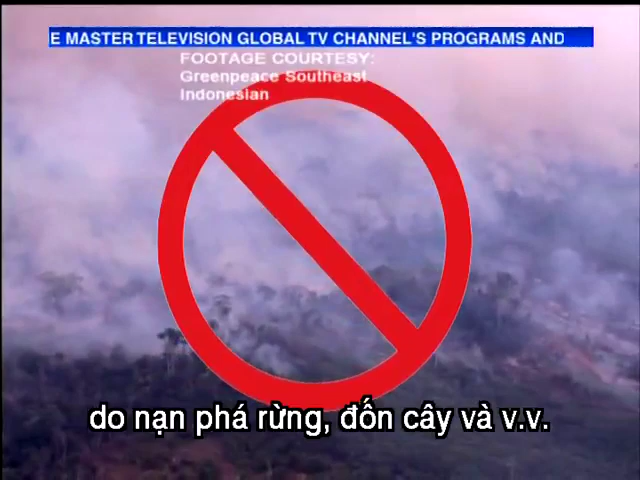 E MASTER TELEVISION GLOBAL TV CHANNEL'S PROGRAMS AND
FOOTAGE COURTESY:
Greenpeace Southeast
Indonesian
do nạn phá rừng, đốn cây và v.v.